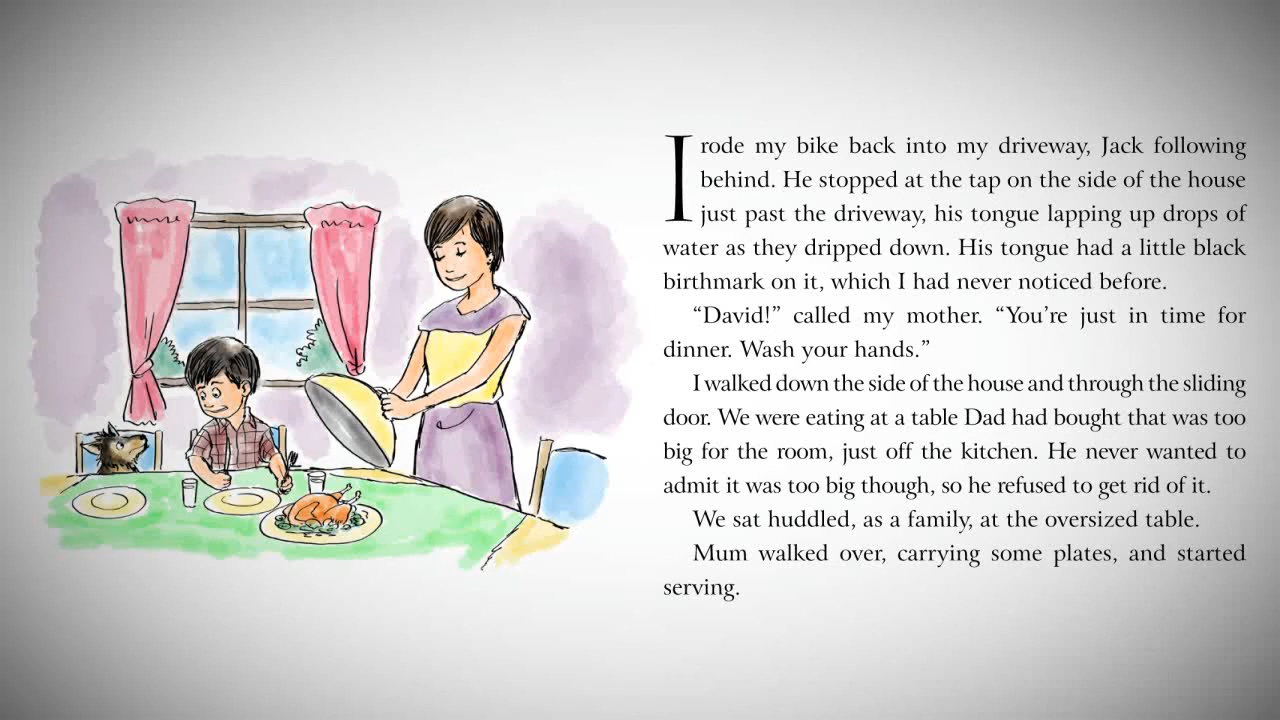 I rode my bike back into my driveway, Jack following
behind. He stopped at the tap on the side of the house
just past the driveway, his tongue lapping up drops of
water as they dripped down. His tongue had a little black
birthmark on it, which I had never noticed before.
“David!” called my mother. “You’re just in time for
dinner. Wash your hands.”
I walked down the side of the house and through the sliding
door. We were eating at a table Dad had bought that was too
big for the room, just off the kitchen. He never wanted to
admit it was too big though, so he refused to get rid of it.
We sat huddled, as a family, at the oversized table.
Mum walked over, carrying some plates, and started
serving.